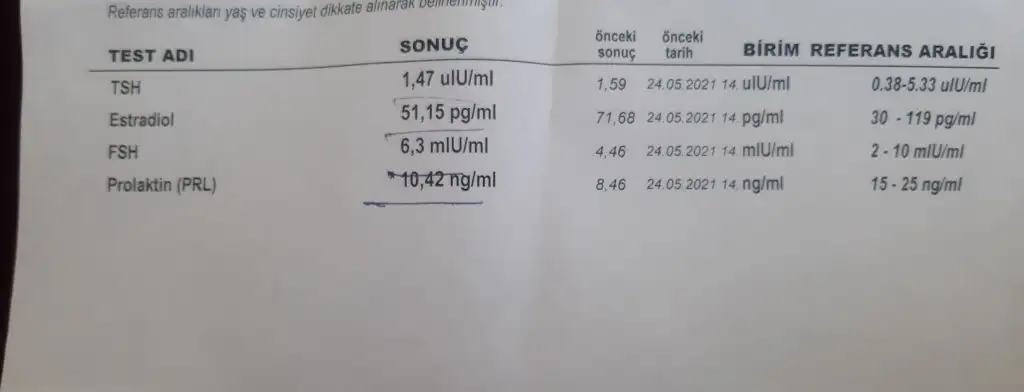 Referans aralıkları yaş ve cinsiyet dikkate alınarak belirlenmiştir.
TEST ADI SONUÇ önceki sonuç önceki tarih BİRİM REFERANS ARALIĞI
TSH 1,47 uIU/ml 1,59 24.05.2021 14. uIU/ml 0.38-5.33 uIU/ml
Estradiol 51,15 pg/ml 71,68 24.05.2021 14. pg/ml 30 - 119 pg/ml
FSH 6,3 mIU/ml 4,46 24.05.2021 14. mIU/ml 2 - 10 mIU/ml
Prolaktin (PRL) * 10,42 ng/ml 8,46 24.05.2021 14. ng/ml 15 - 25 ng/ml